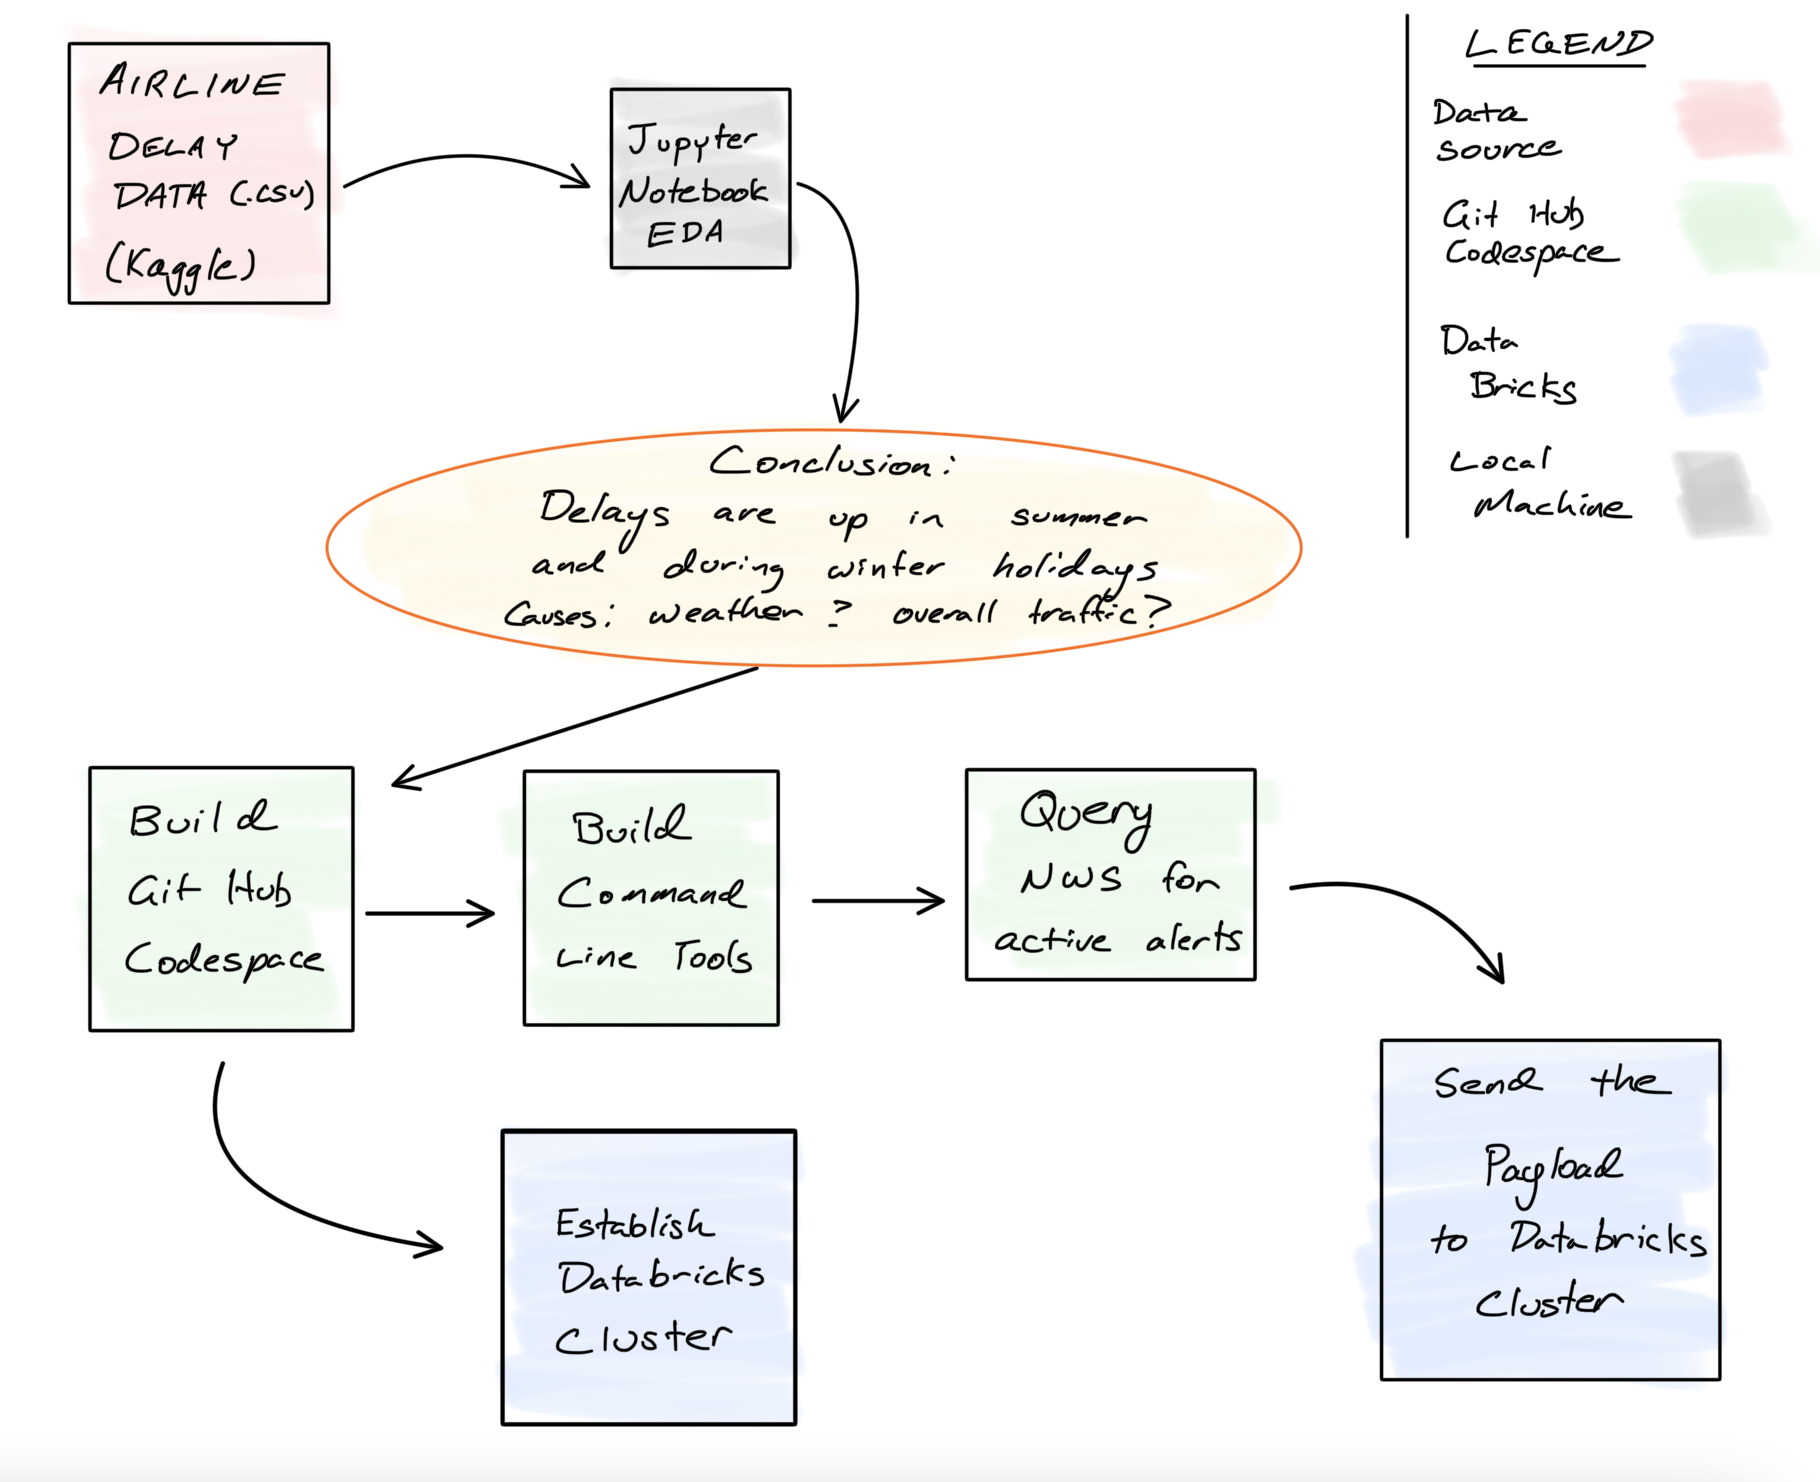 AIRLINE
DELAY
DATA (.csv)
(Kaggle)
Jupyter
Notebook
EDA
LEGEND
Data
source
Git Hub
Codespace
Data
Bricks
Local
Machine
Conclusion:
Delays are up in summer
and during winter holidays
Causes: weather? overall traffic?
Build
Git Hub
Codespace
Build
Command
Line Tools
Query
NWS for
active alerts
Establish
Databricks
Cluster
Send the
Payload
to Databricks
Cluster